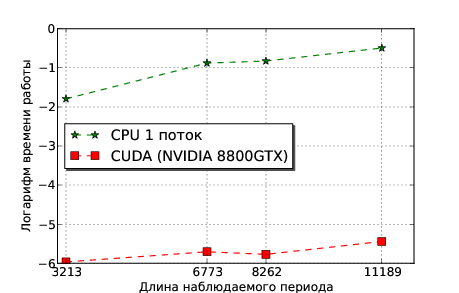 Логарифм времени работы
0
−1
−2
−3
−4
−5
−6
CPU 1 поток
CUDA (NVIDIA 8800GTX)
3213 6773 8262 11189
Длина наблюдаемого периода